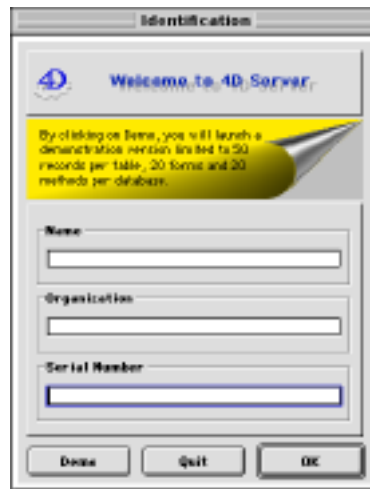 Identification
4D
Welcome to 4D Server
By clicking on Demo, you will launch a
demonstration version limited to 50
records per table, 20 forms and 20
methods per database.
Name
Organization
Serial Number
Demo Quit OK